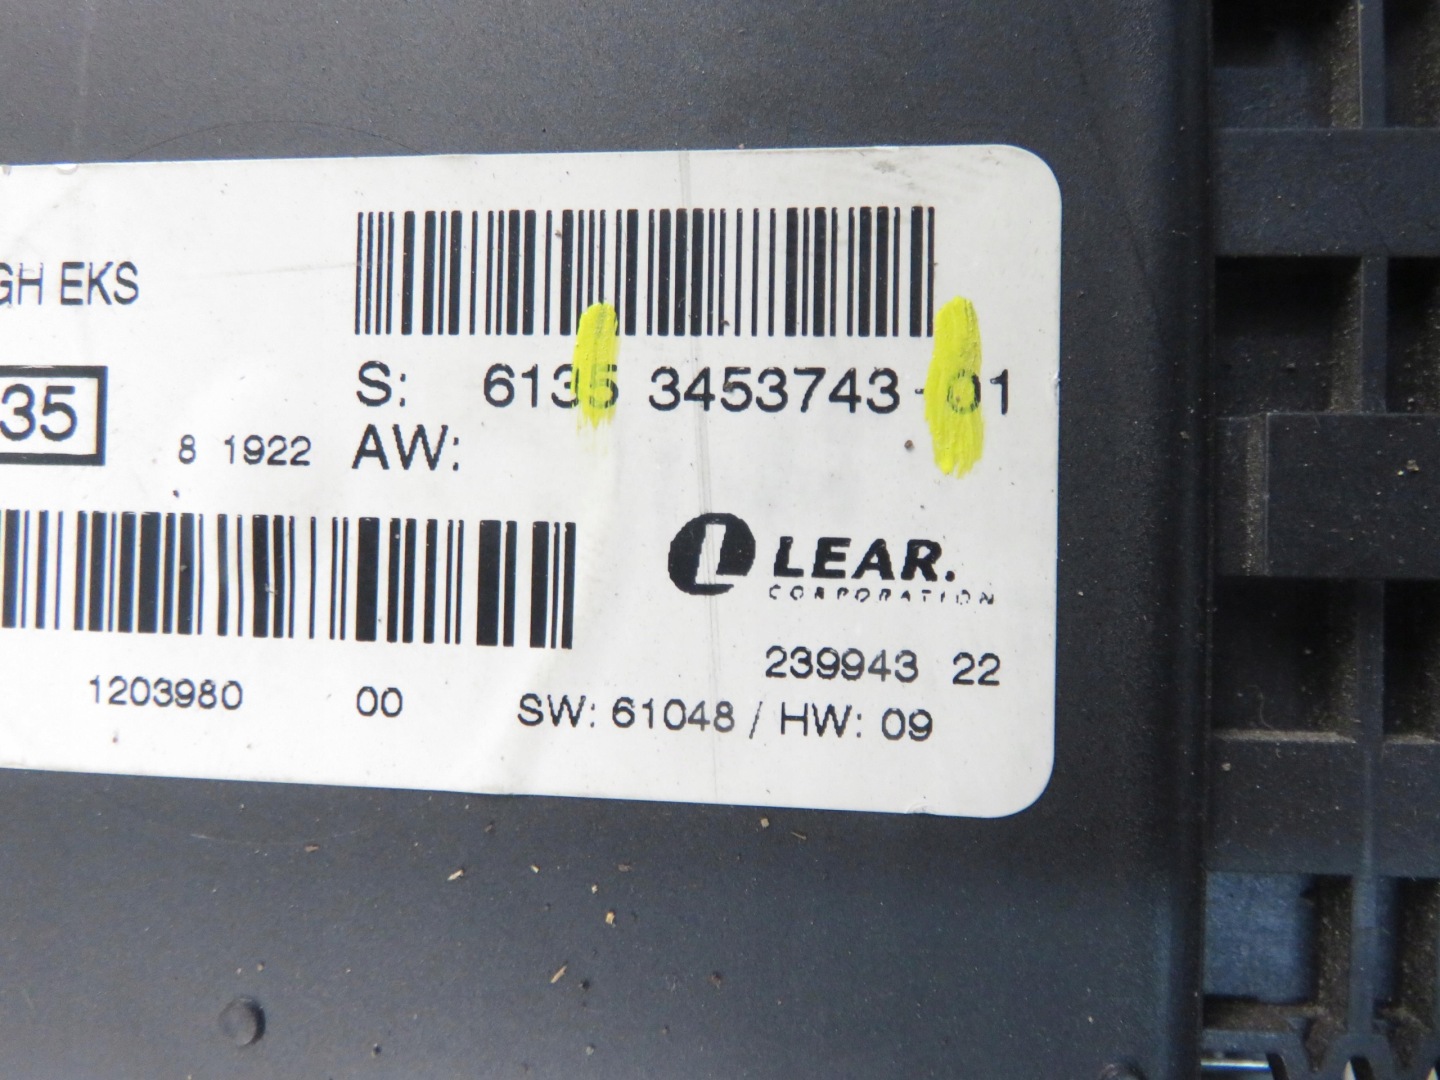 GH EKS
S: 6135 3453743-01
35
8 1922
AW:
LEAR.
CORPORATION
239943 22
1203980 00
SW: 61048 / HW: 09